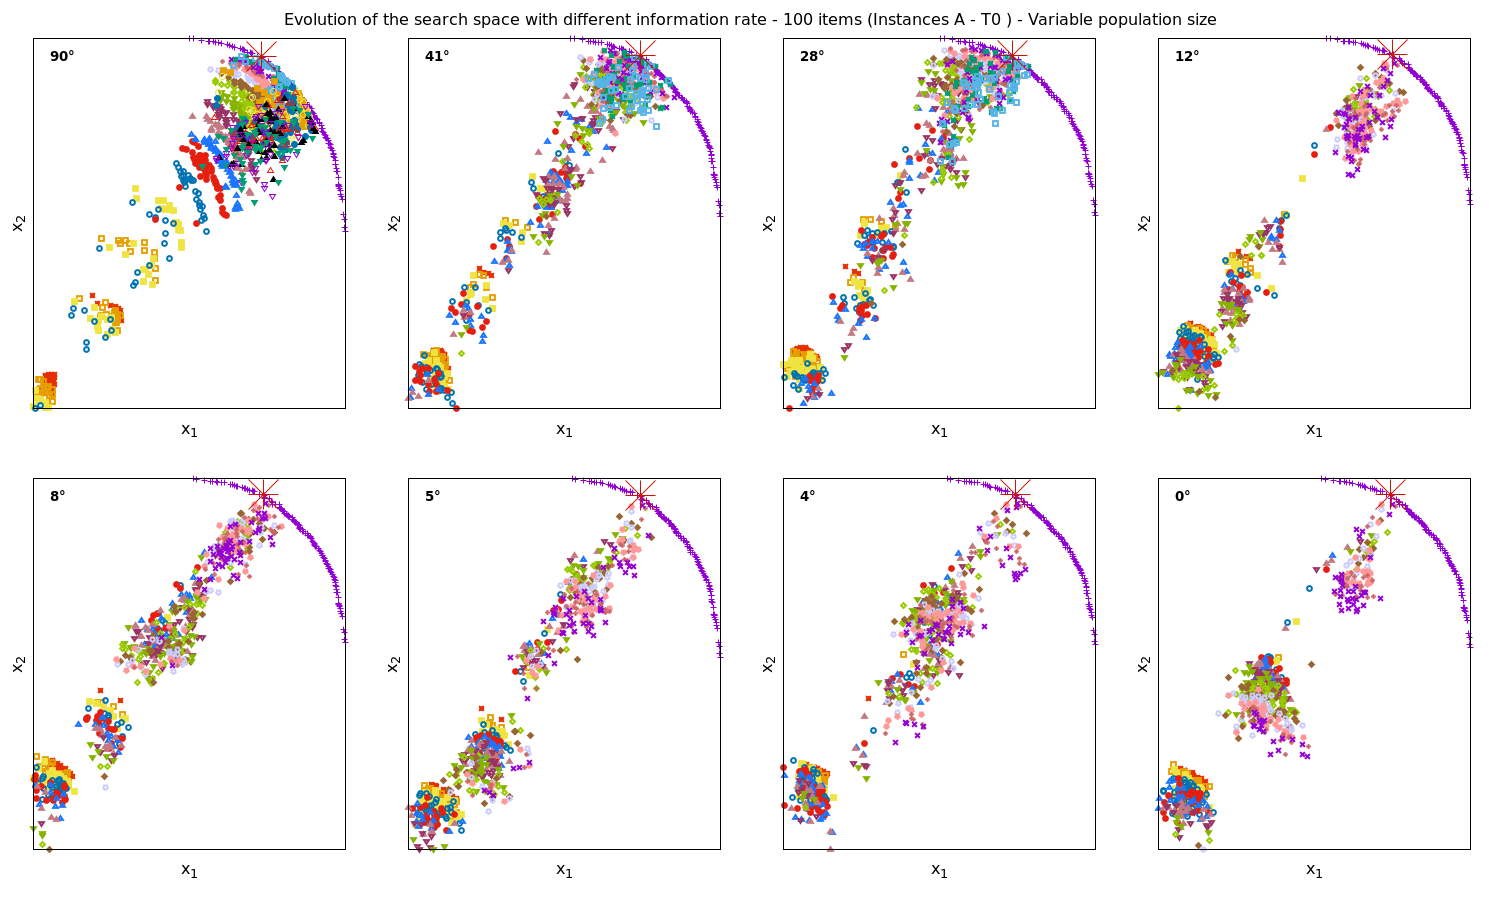 Evolution of the search space with different information rate - 100 items (Instances A - T0 ) - Variable population size
90°
41°
28°
12°
x₂
x₂
x₂
x₂
x₁
x₁
x₁
x₁
8°
5°
4°
0°
x₂
x₂
x₂
x₂
x₁
x₁
x₁
x₁